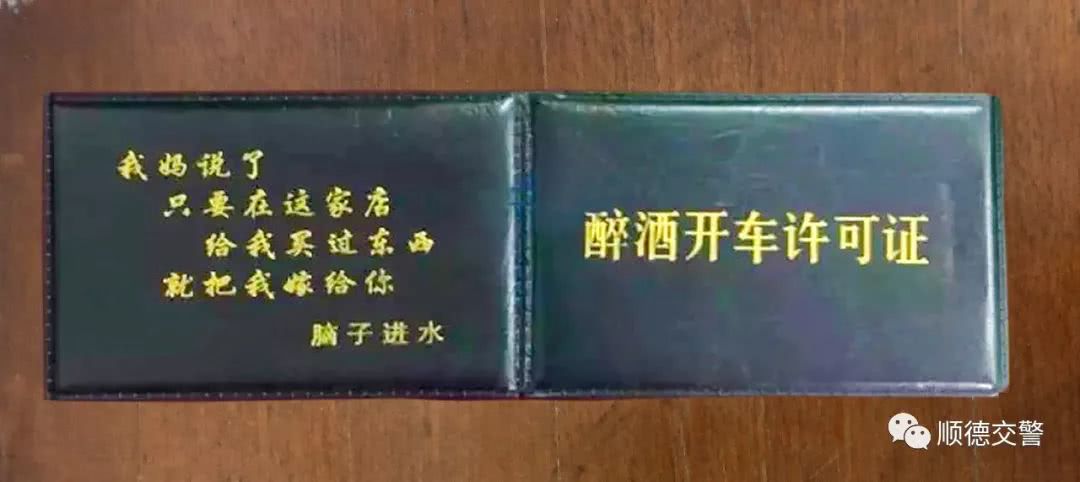 我妈说了
只要在这家店
给我买过东西
就把我嫁给你
脑子进水
醉酒开车许可证
顺德交警